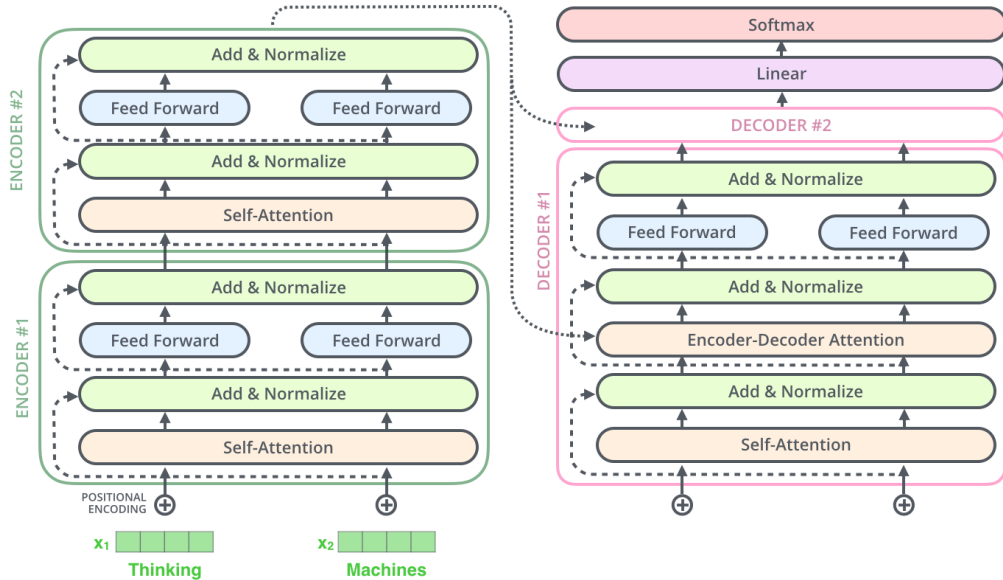 ENCODER #2
Add & Normalize
Feed Forward
Feed Forward
Add & Normalize
Self-Attention
ENCODER #1
Add & Normalize
Feed Forward
Feed Forward
Add & Normalize
Self-Attention
POSITIONAL
ENCODING
x₁
x₂
Thinking
Machines
Softmax
Linear
DECODER #2
DECODER #1
Add & Normalize
Feed Forward
Feed Forward
Add & Normalize
Encoder-Decoder Attention
Add & Normalize
Self-Attention